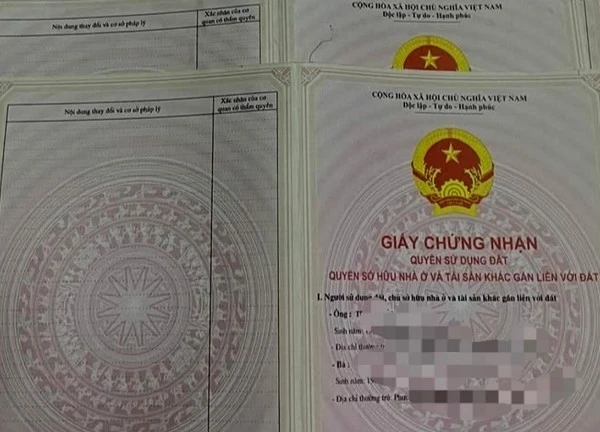 Nội dung thay đổi và cơ sở pháp lý
Xác nhận của cơ
quan có thẩm quyền
CỘNG HÒA XÃ HỘI CHỦ NGHĨA VIỆT NAM
Độc lập - Tự do - Hạnh phúc
Nội dung thay đổi và cơ sở pháp lý
Xác nhận của cơ
quan có thẩm quyền
CỘNG HÒA XÃ HỘI CHỦ NGHĨA VIỆT NAM
Độc lập - Tự do - Hạnh phúc
GIẤY CHỨNG NHẬN
QUYỀN SỬ DỤNG ĐẤT
QUYỀN SỞ HỮU NHÀ Ở VÀ TÀI SẢN KHÁC GẮN LIỀN VỚI ĐẤT
I. Người sử dụng đất, chủ sở hữu nhà ở và tài sản khác gắn liền với đất
- Ông :
Sinh năm:
- Địa chỉ thường
- Bà :
Sinh năm:
- Địa chỉ thường trú: